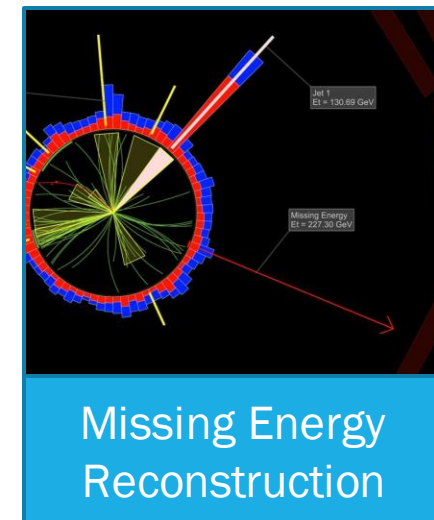 Jet 1
Et = 130.69 GeV
Missing Energy
Et = 227.30 GeV
Missing Energy
Reconstruction